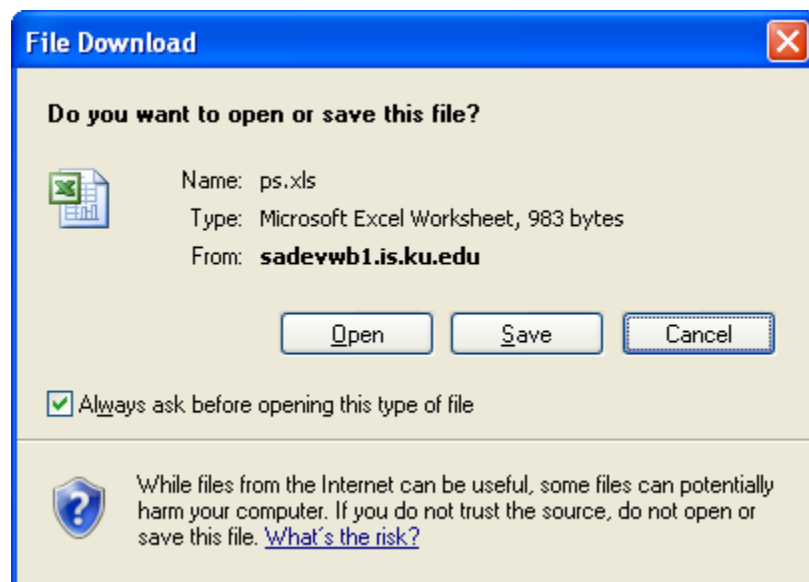 File Download
Do you want to open or save this file?
Name: ps.xls
Type: Microsoft Excel Worksheet, 983 bytes
From: sadevwb1.is.ku.edu
Open Save Cancel
Always ask before opening this type of file
While files from the Internet can be useful, some files can potentially
harm your computer. If you do not trust the source, do not open or
save this file. What's the risk?